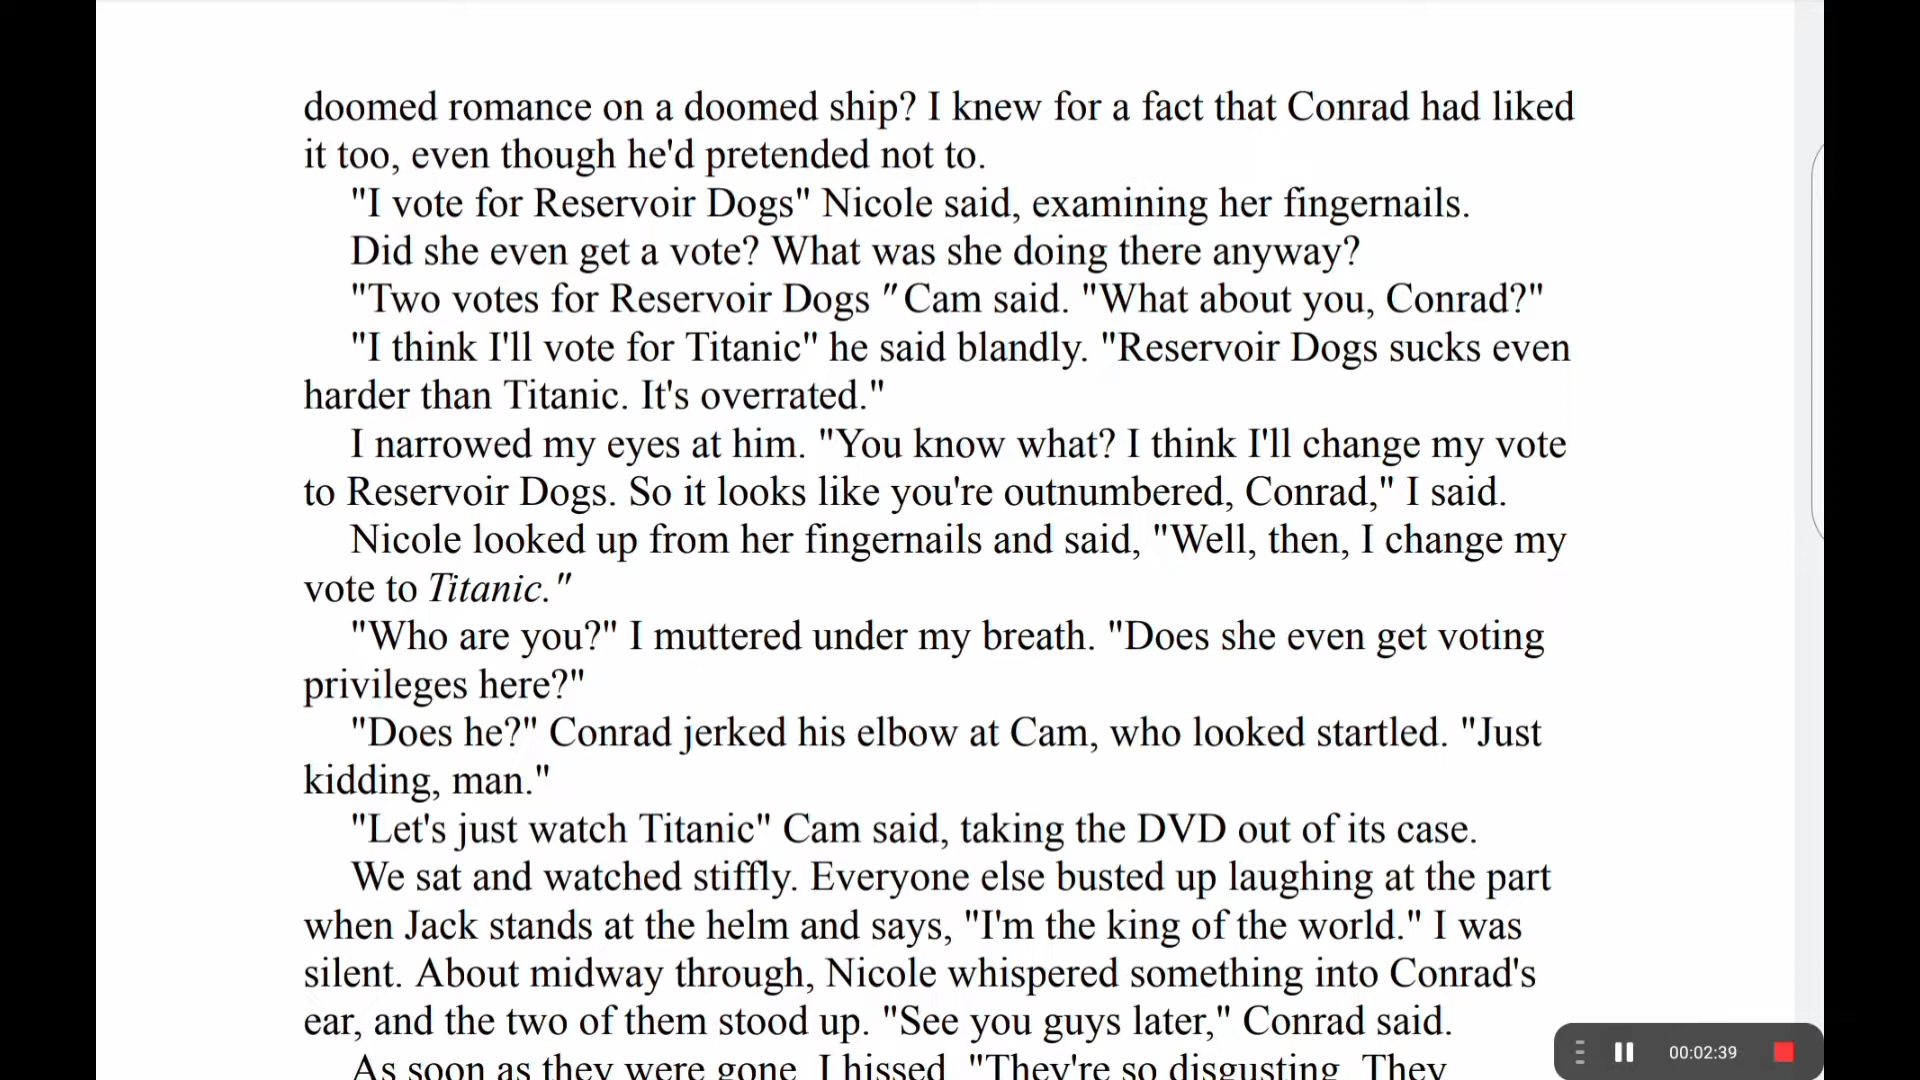 doomed romance on a doomed ship? I knew for a fact that Conrad had liked
it too, even though he'd pretended not to.
"I vote for Reservoir Dogs" Nicole said, examining her fingernails.
Did she even get a vote? What was she doing there anyway?
"Two votes for Reservoir Dogs " Cam said. "What about you, Conrad?"
"I think I'll vote for Titanic" he said blandly. "Reservoir Dogs sucks even
harder than Titanic. It's overrated."
I narrowed my eyes at him. "You know what? I think I'll change my vote
to Reservoir Dogs. So it looks like you're outnumbered, Conrad," I said.
Nicole looked up from her fingernails and said, "Well, then, I change my
vote to Titanic."
"Who are you?" I muttered under my breath. "Does she even get voting
privileges here?"
"Does he?" Conrad jerked his elbow at Cam, who looked startled. "Just
kidding, man."
"Let's just watch Titanic" Cam said, taking the DVD out of its case.
We sat and watched stiffly. Everyone else busted up laughing at the part
when Jack stands at the helm and says, "I'm the king of the world." I was
silent. About midway through, Nicole whispered something into Conrad's
ear, and the two of them stood up. "See you guys later," Conrad said.
As soon as they were gone, I hissed, "They're so disgusting. They
00:02:39